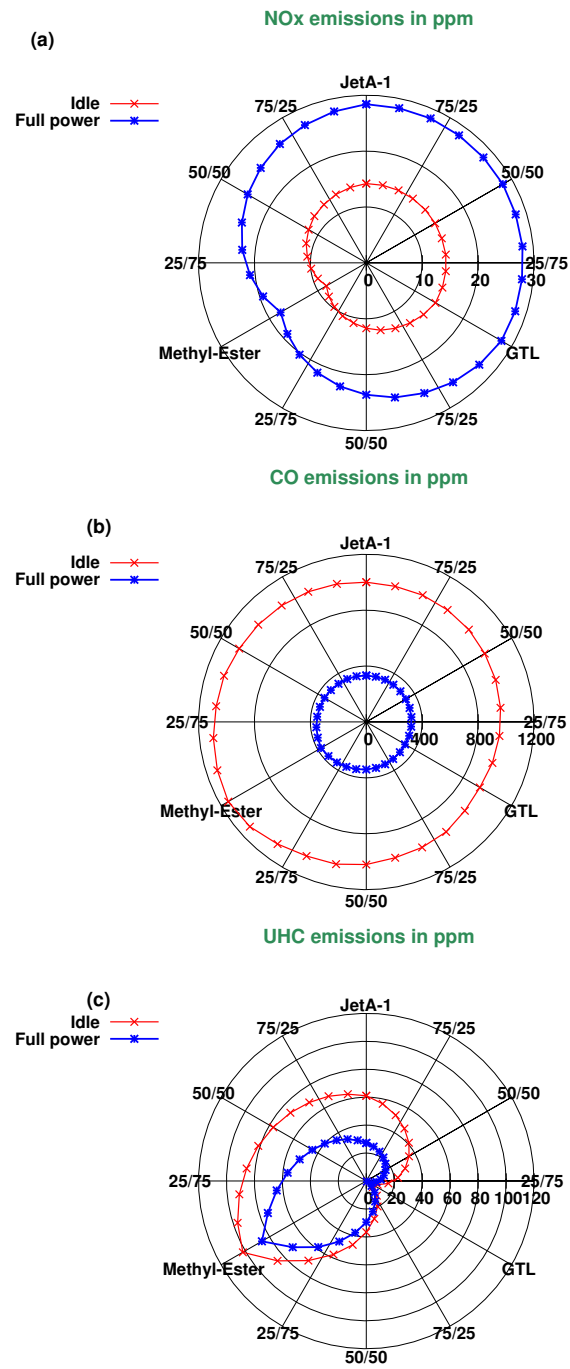 NOx emissions in ppm
(a)
JetA-1
Idle
Full power
75/25
75/25
50/50
50/50
25/75
25/75
0 10 20 30
Methyl-Ester
GTL
25/75
75/25
50/50
CO emissions in ppm
(b)
JetA-1
Idle
Full power
75/25
75/25
50/50
50/50
25/75
25/75
0 400 800 1200
Methyl-Ester
GTL
25/75
75/25
50/50
UHC emissions in ppm
(c)
JetA-1
Idle
Full power
75/25
75/25
50/50
50/50
25/75
25/75
0 20 40 60 80 100 120
Methyl-Ester
GTL
25/75
75/25
50/50